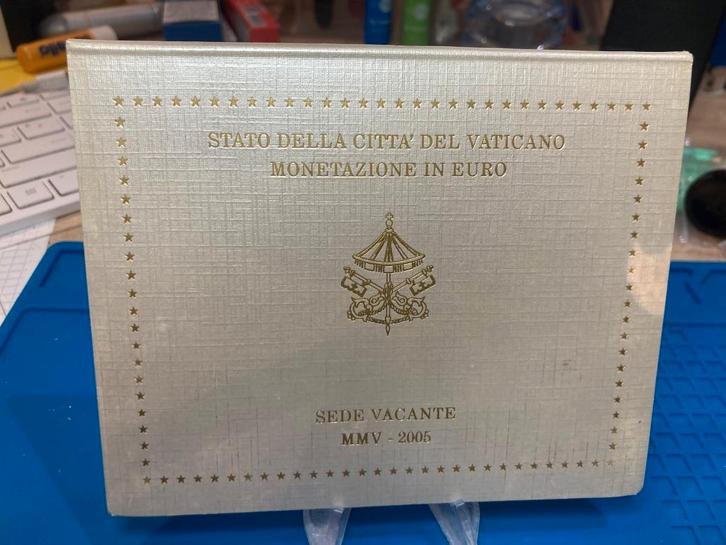 STATO DELLA CITTA' DEL VATICANO
MONETAZIONE IN EURO
SEDE VACANTE
MMV - 2005